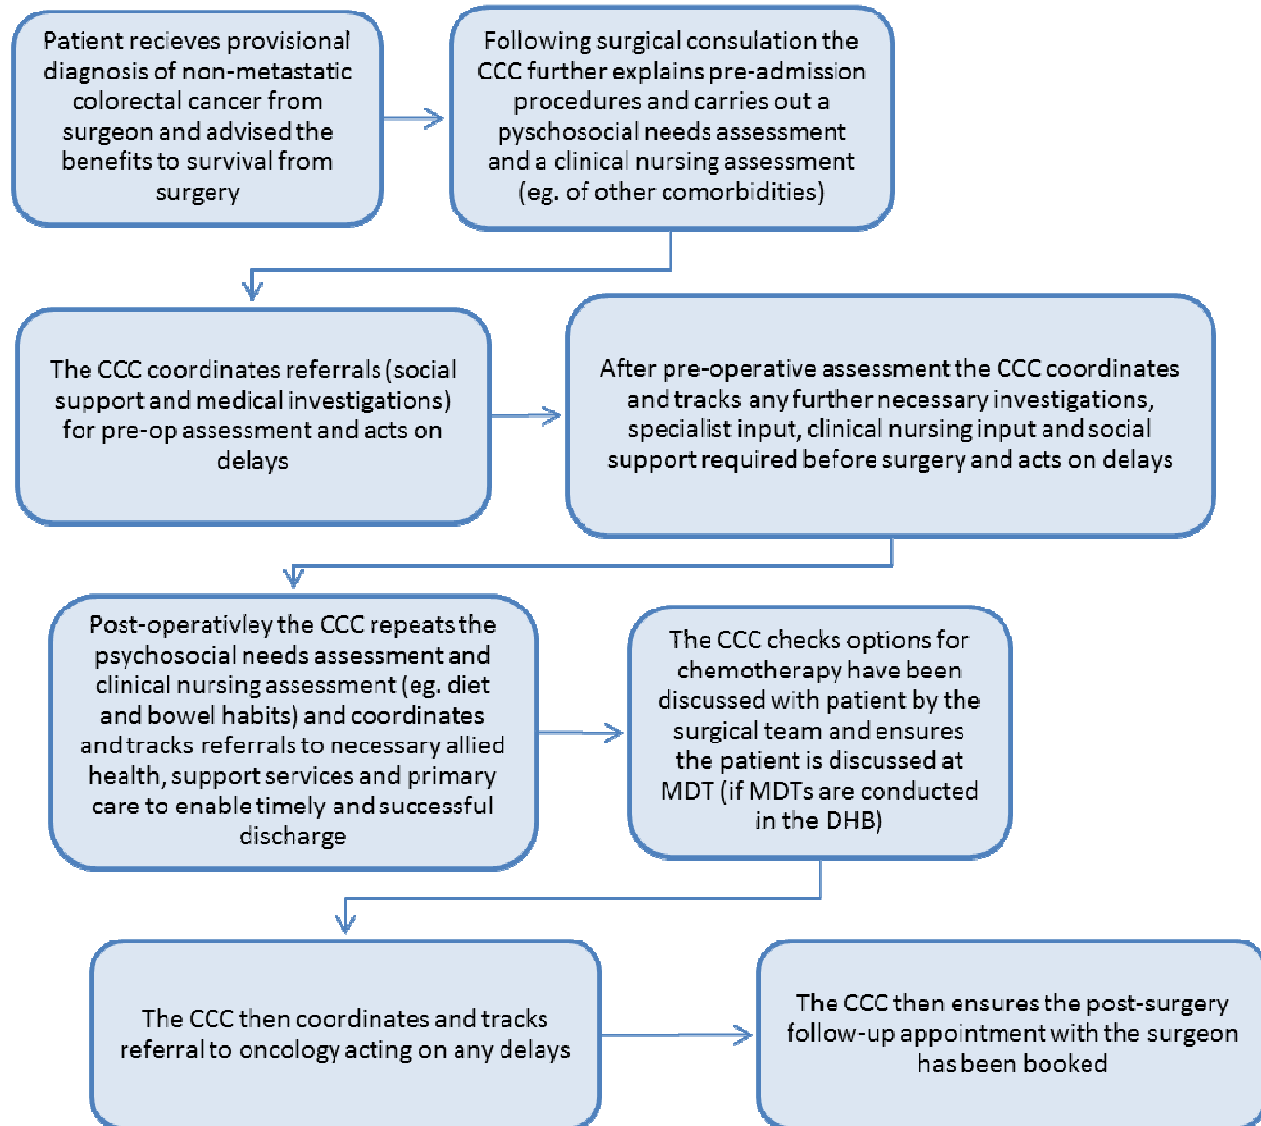 Patient recieves provisional
diagnosis of non-metastatic
colorectal cancer from
surgeon and advised the
benefits to survival from
surgery
Following surgical consulation the
CCC further explains pre-admission
procedures and carries out a
pyschosocial needs assessment
and a clinical nursing assessment
(eg. of other comorbidities)
The CCC coordinates referrals (social
support and medical investigations)
for pre-op assessment and acts on
delays
After pre-operative assessment the CCC coordinates
and tracks any further necessary investigations,
specialist input, clinical nursing input and social
support required before surgery and acts on delays
Post-operativley the CCC repeats the
psychosocial needs assessment and
clinical nursing assessment (eg. diet
and bowel habits) and coordinates
and tracks referrals to necessary allied
health, support services and primary
care to enable timely and successful
discharge
The CCC checks options for
chemotherapy have been
discussed with patient by the
surgical team and ensures
the patient is discussed at
MDT (if MDTs are conducted
in the DHB)
The CCC then coordinates and tracks
referral to oncology acting on any delays
The CCC then ensures the post-surgery
follow-up appointment with the surgeon
has been booked